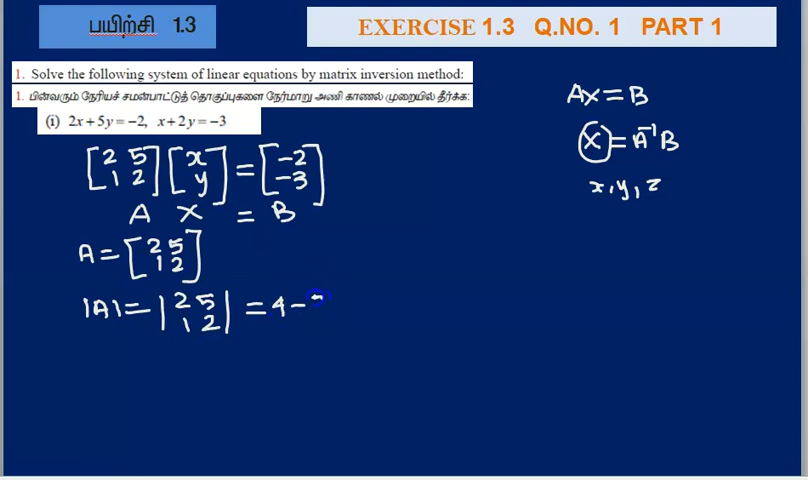 பயிற்சி 1.3
EXERCISE 1.3 Q.NO. 1 PART 1
1. Solve the following system of linear equations by matrix inversion method:
1. பின்வரும் நேரியச் சமன்பாட்டுத் தொகுப்புகளை நேர்மாறு அணி காணல் முறையில் தீர்க்க:
(i) 2x + 5y = −2, x + 2y = −3
[2 5
1 2] [x
y] = [−2
−3]
A X = B
A = [2 5
1 2]
|A| = |2 5
1 2| = 4 −
AX = B
X = A⁻¹B
x, y, z